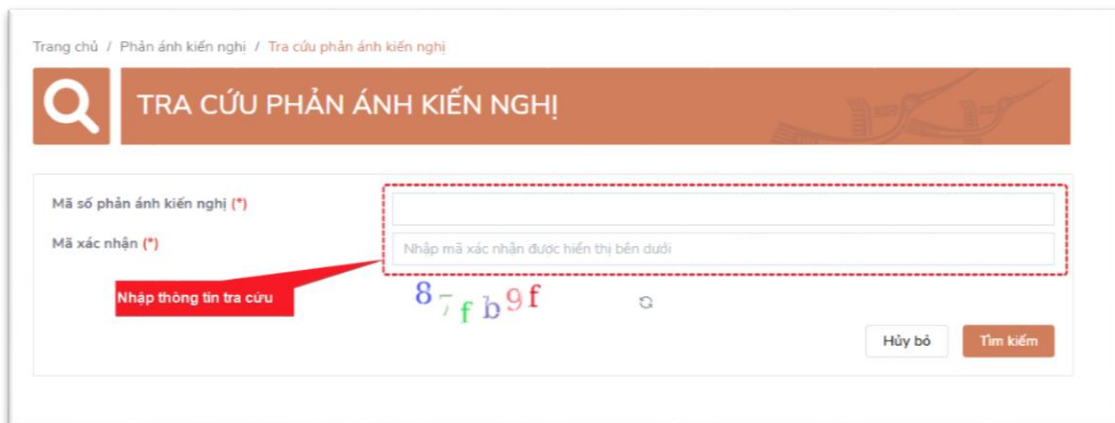 Trang chủ / Phản ánh kiến nghị / Tra cứu phản ánh kiến nghị
TRA CỨU PHẢN ÁNH KIẾN NGHỊ
Mã số phản ánh kiến nghị (*)
Mã xác nhận (*)
Nhập mã xác nhận được hiển thị bên dưới
Nhập thông tin tra cứu
87fb9f
Hủy bỏ
Tìm kiếm